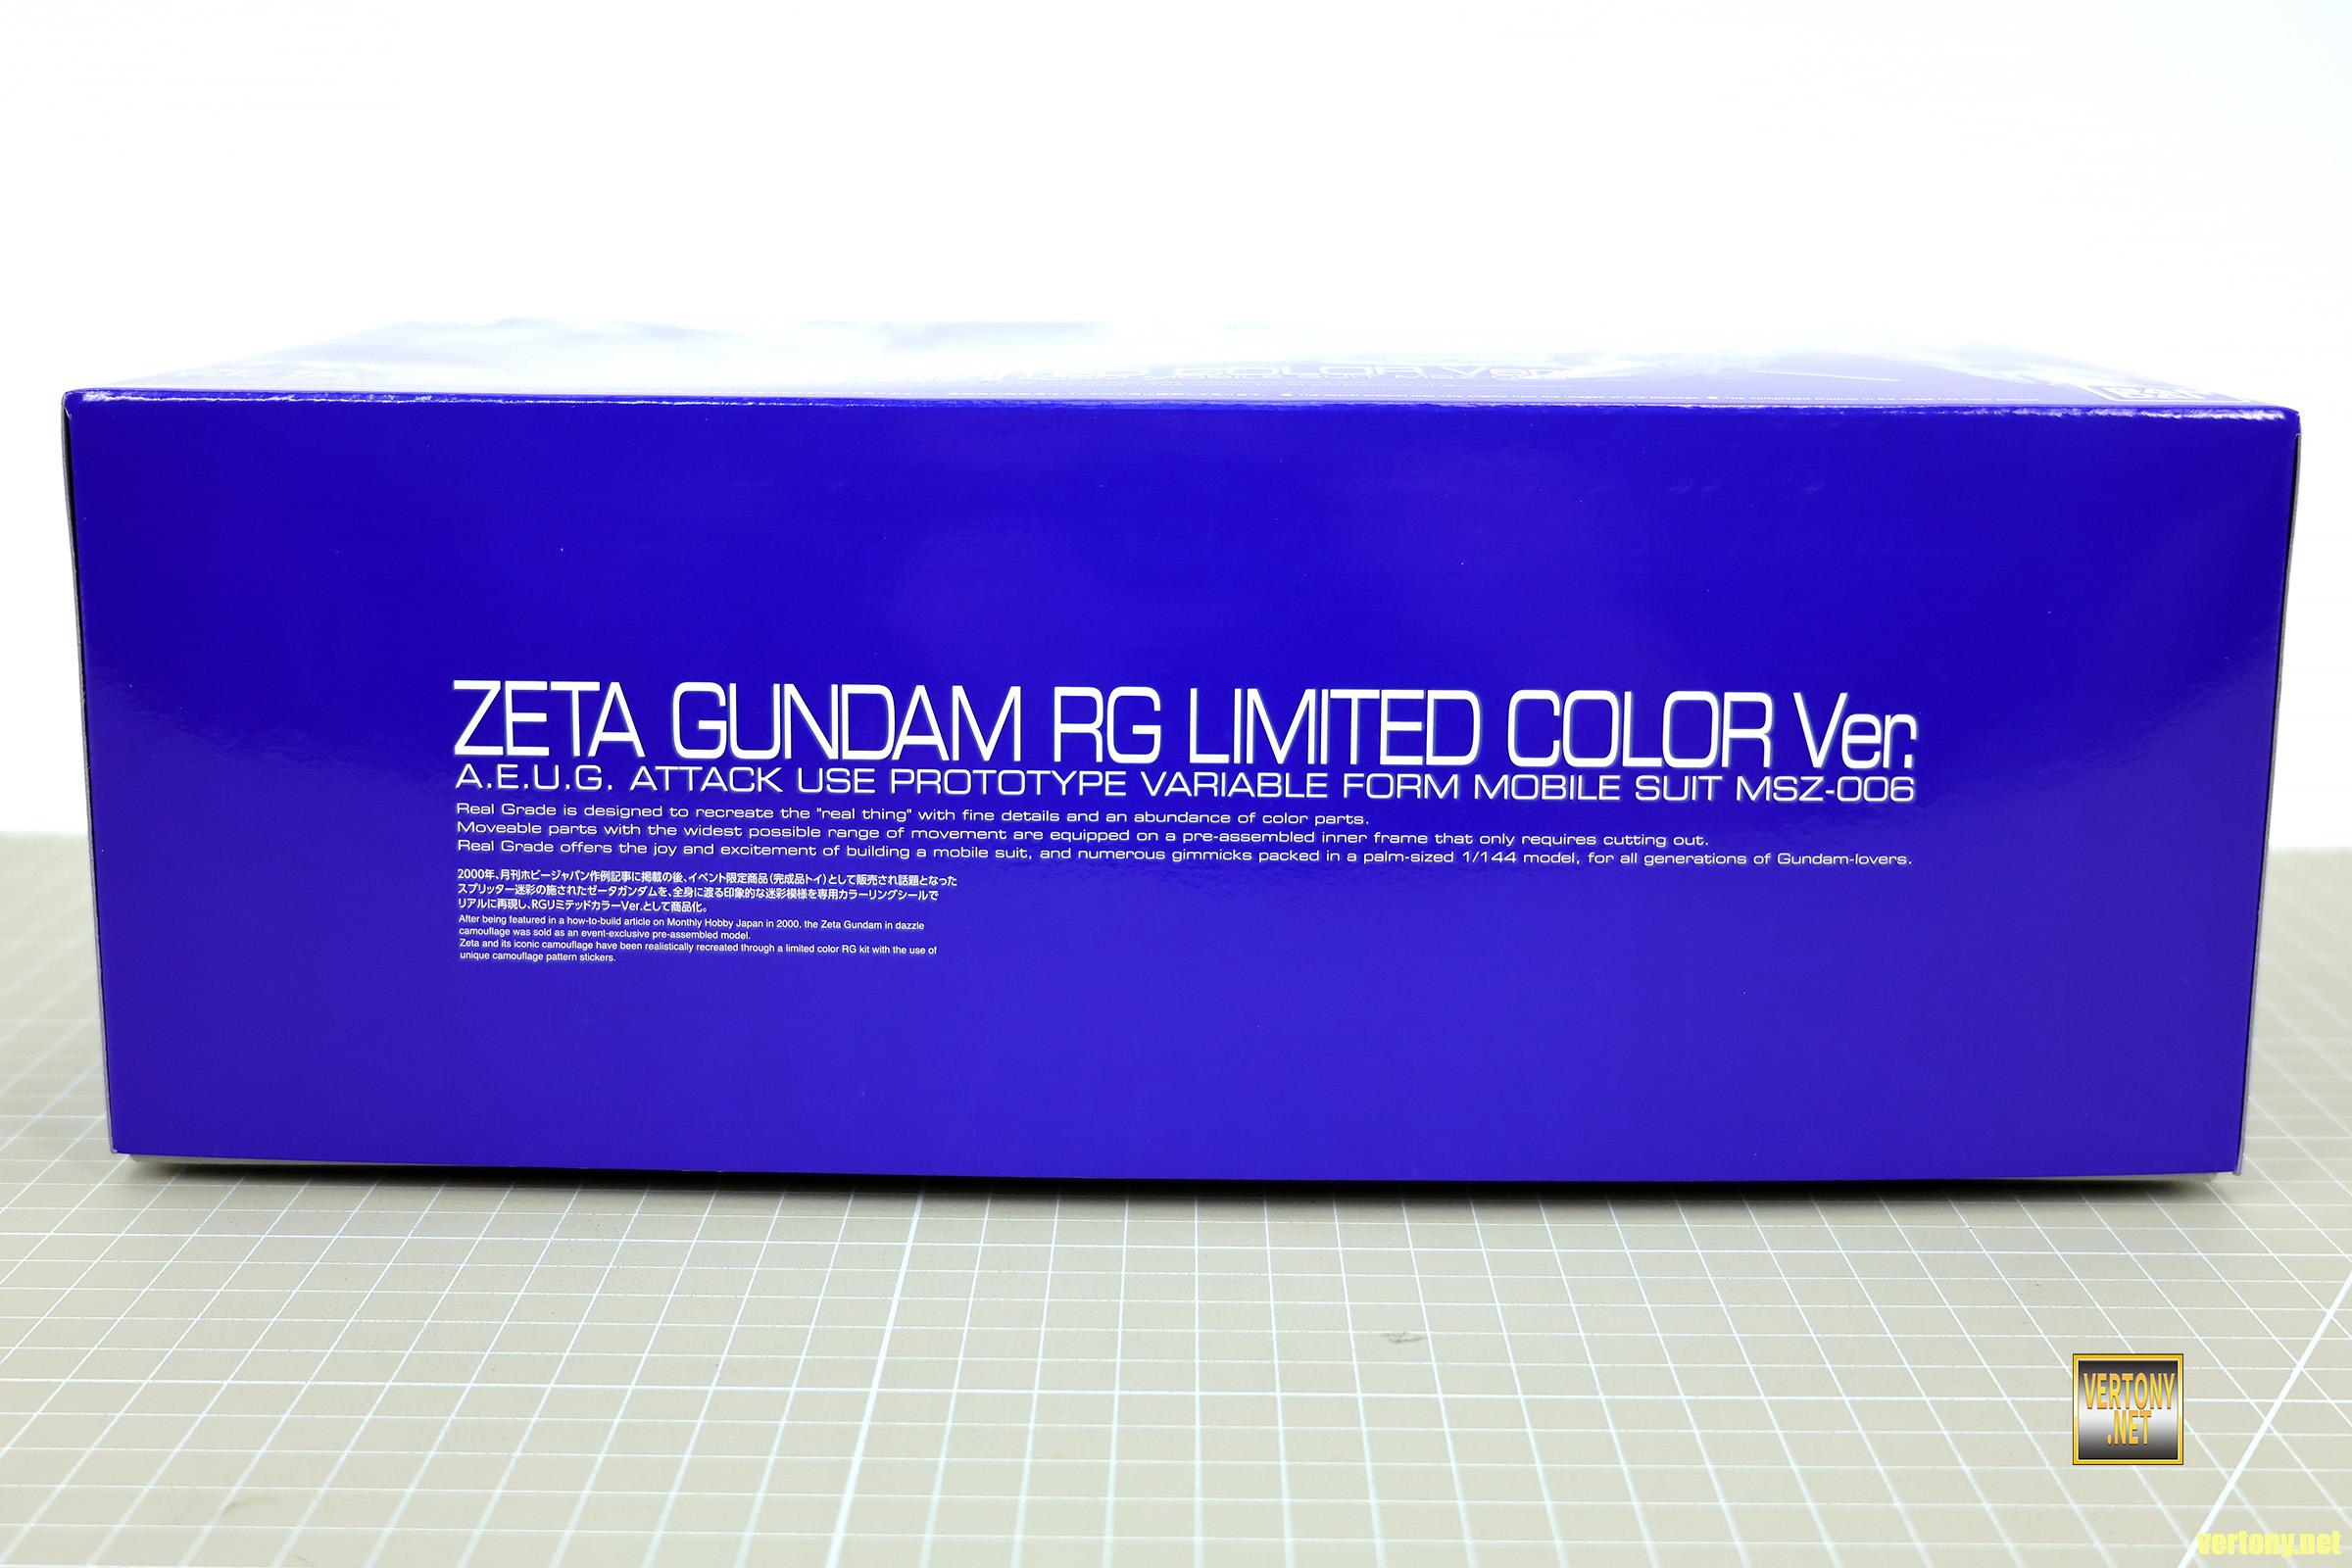 LIMITED COLOR Ver.
ZETA GUNDAM RG LIMITED COLOR Ver.
A.E.U.G. ATTACK USE PROTOTYPE VARIABLE FORM MOBILE SUIT MSZ-006
Real Grade is designed to recreate the "real thing" with fine details and an abundance of color parts.
Moveable parts with the widest possible range of movement are equipped on a pre-assembled inner frame that only requires cutting out.
Real Grade offers the joy and excitement of building a mobile suit, and numerous gimmicks packed in a palm-sized 1/144 model, for all generations of Gundam-lovers.
2000年、月刊ホビージャパン作例記事に掲載の後、イベント限定商品(完成品トイ)として販売され話題となった
スプリッター迷彩の施されたゼータガンダムを、全身に渡る印象的な迷彩模様を専用カラーリングシールで
リアルに再現し、RGリミテッドカラーVer.として商品化。
After being featured in a how-to-build article on Monthly Hobby Japan in 2000, the Zeta Gundam in dazzle
camouflage was sold as an event-exclusive pre-assembled model.
Zeta and its iconic camouflage have been realistically recreated through a limited color RG kit with the use of
unique camouflage pattern stickers.
VERTONY
.NET
vertony.net